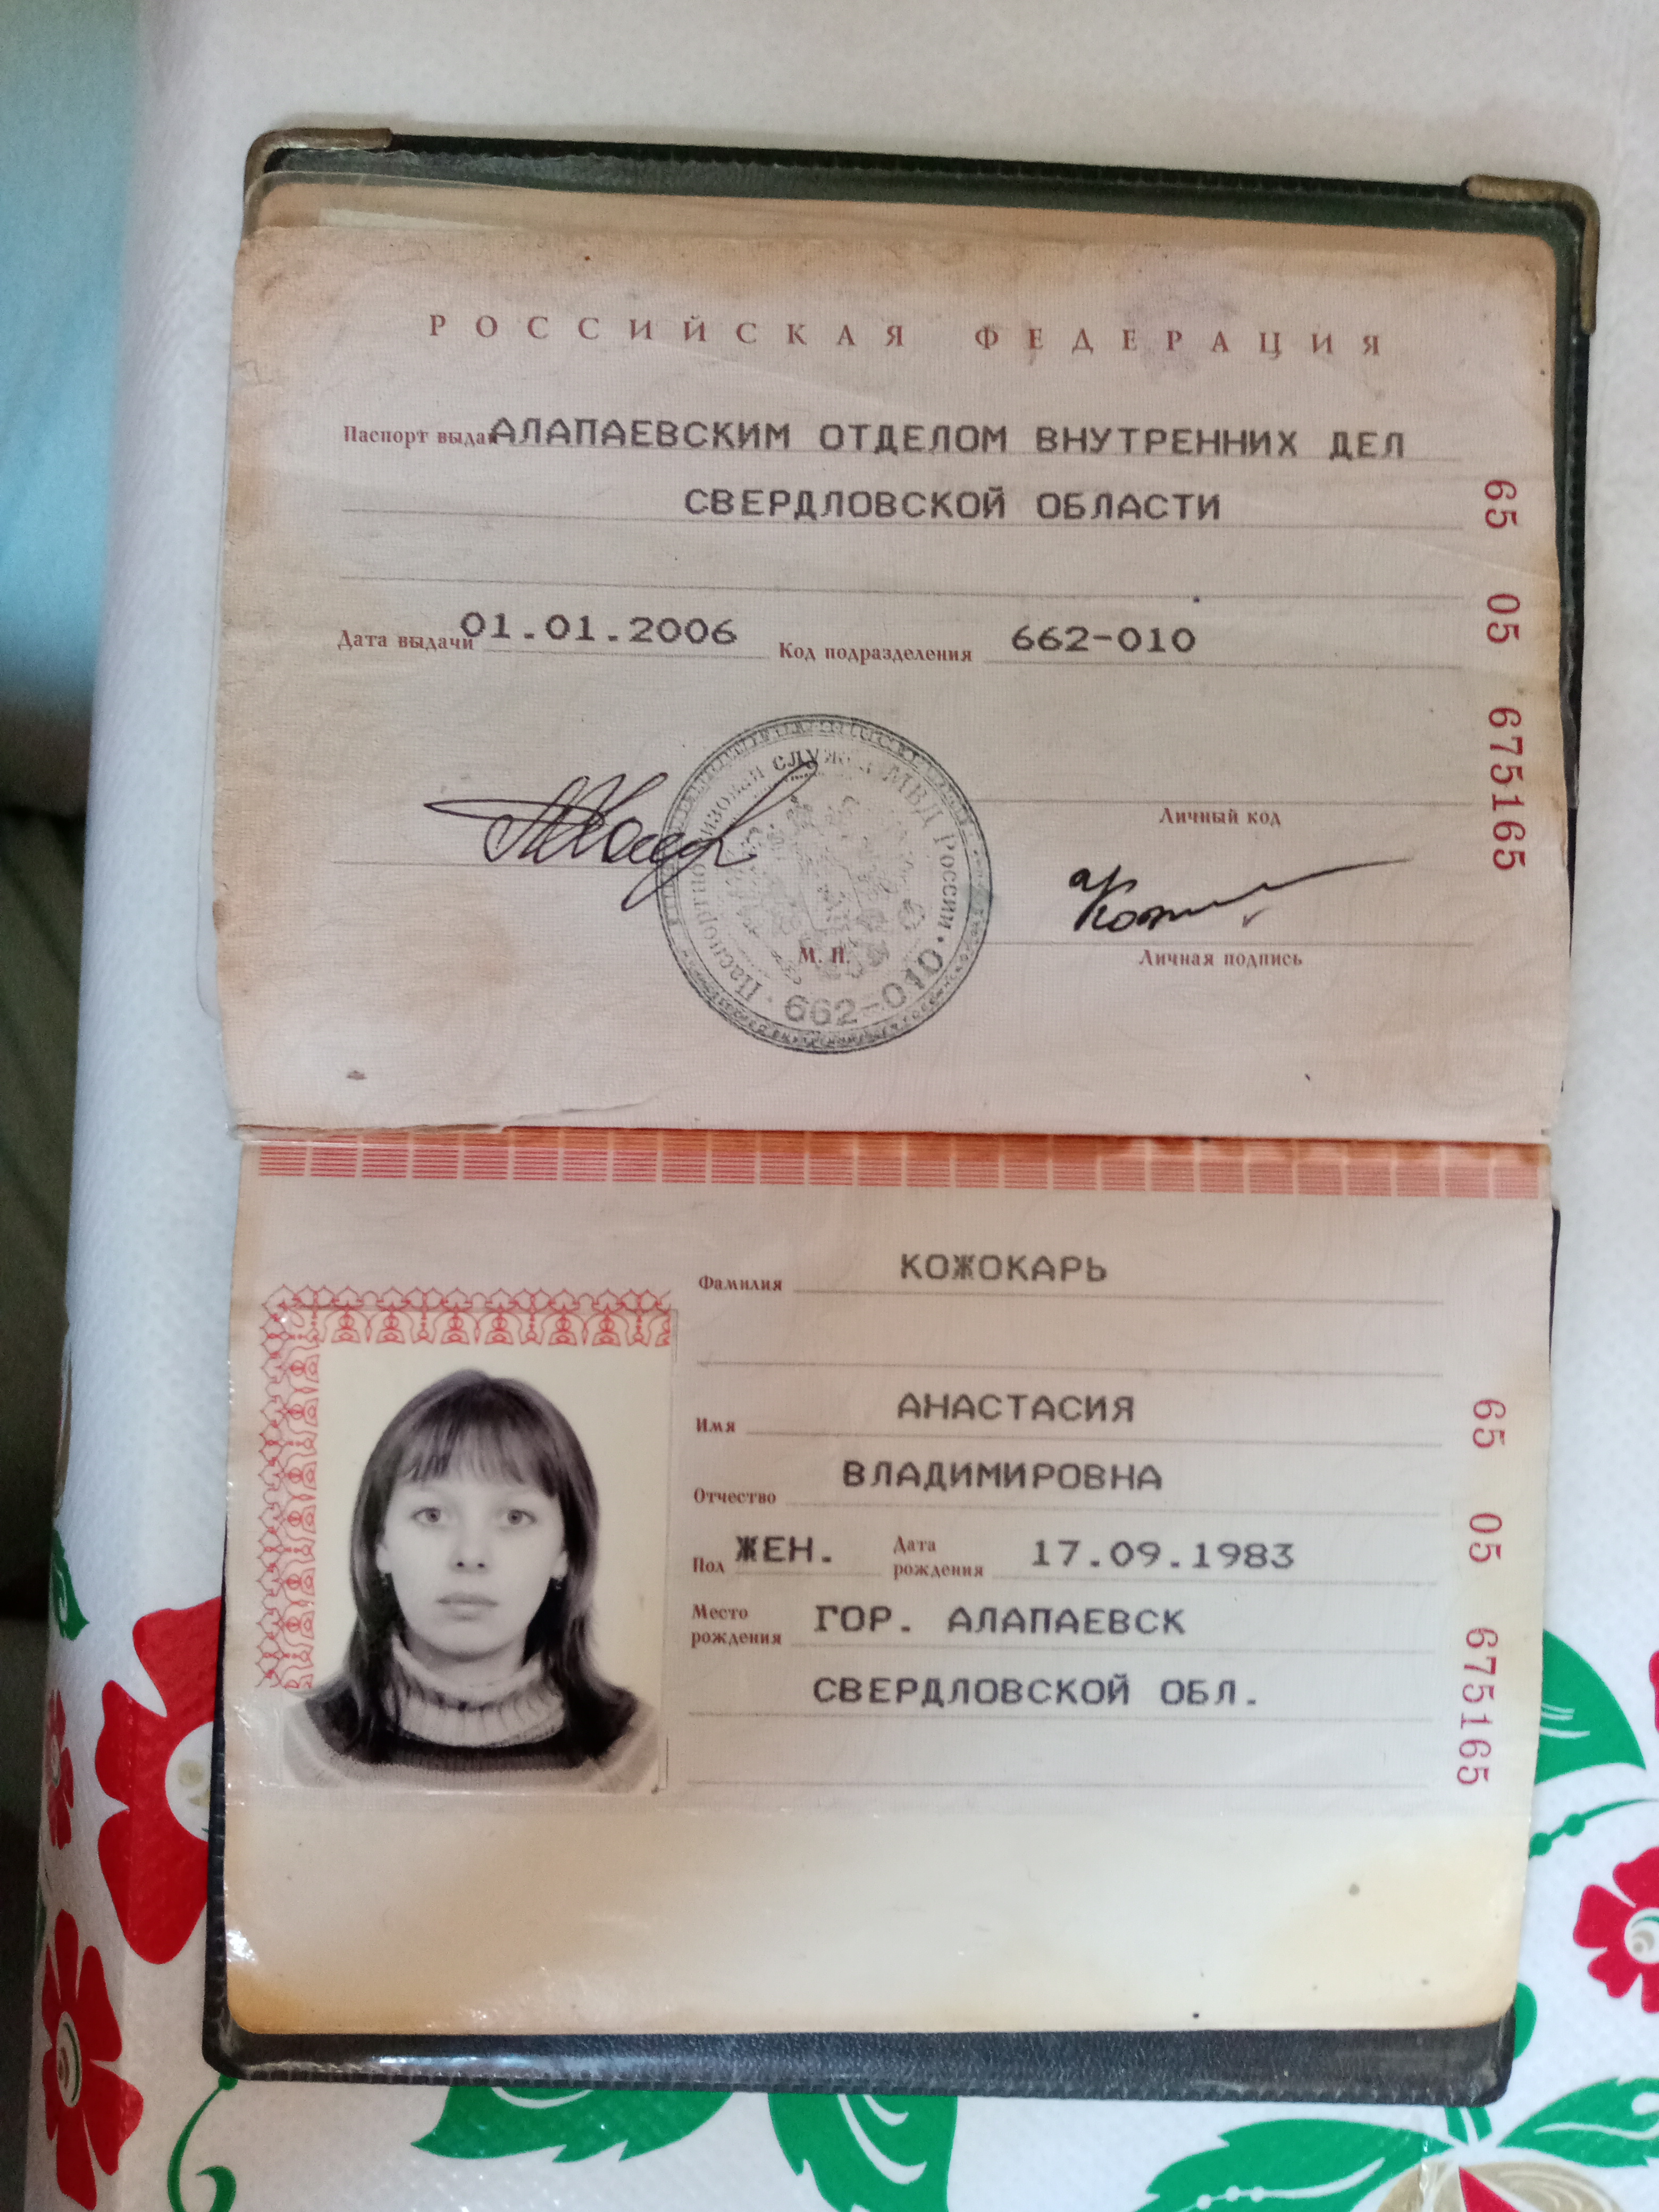 РОССИЙСКАЯ ФЕДЕРАЦИЯ
Паспорт выдан АЛАПАЕВСКИМ ОТДЕЛОМ ВНУТРЕННИХ ДЕЛ
СВЕРДЛОВСКОЙ ОБЛАСТИ
Дата выдачи 01.01.2006 Код подразделения 662-010
Личный код
Личная подпись
М. П.
Паспортно-визовая служба МВД России • 662-010
65 05 675165
Фамилия КОЖОКАРЬ
Имя АНАСТАСИЯ
Отчество ВЛАДИМИРОВНА
Пол ЖЕН. Дата рождения 17.09.1983
Место рождения ГОР. АЛАПАЕВСК
СВЕРДЛОВСКОЙ ОБЛ.
65 05 675165